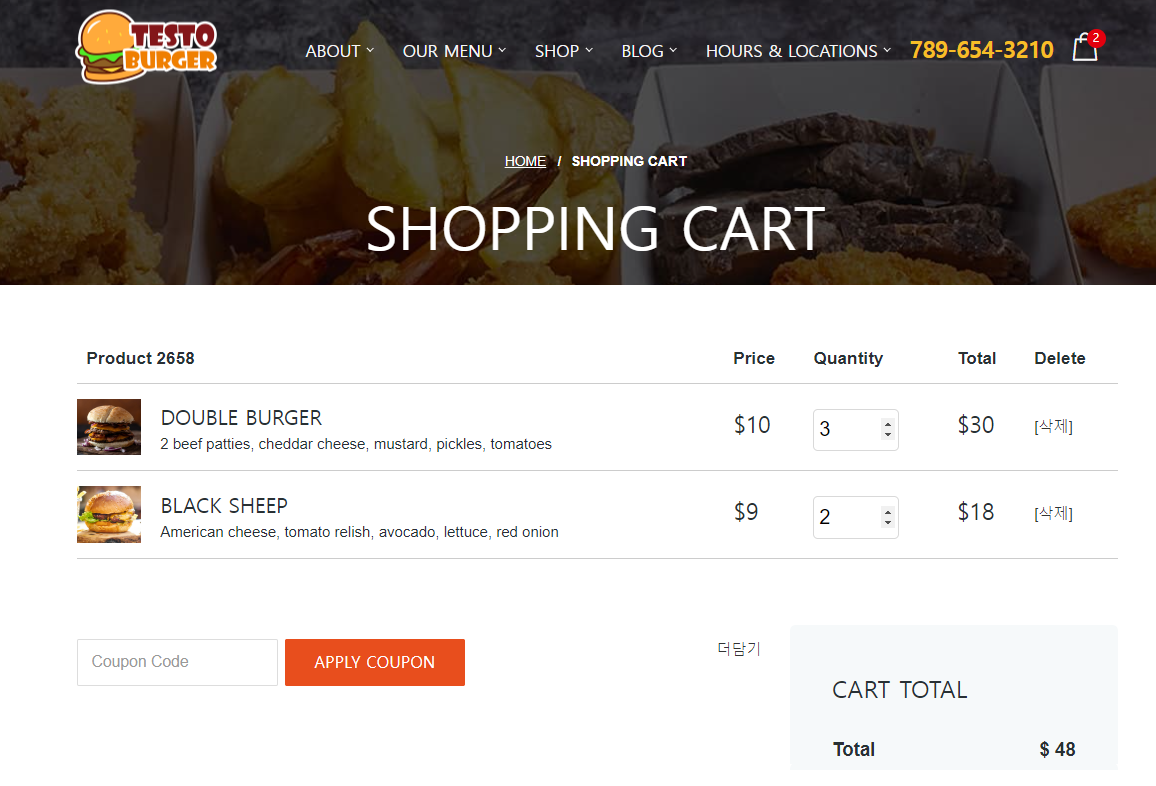 TESTO
BURGER
ABOUT OUR MENU SHOP BLOG HOURS & LOCATIONS 789-654-3210 2
HOME / SHOPPING CART
SHOPPING CART
Product 2658 Price Quantity Total Delete
DOUBLE BURGER
2 beef patties, cheddar cheese, mustard, pickles, tomatoes
$10 3 $30 [삭제]
BLACK SHEEP
American cheese, tomato relish, avocado, lettuce, red onion
$9 2 $18 [삭제]
Coupon Code APPLY COUPON 더담기
CART TOTAL
Total $ 48